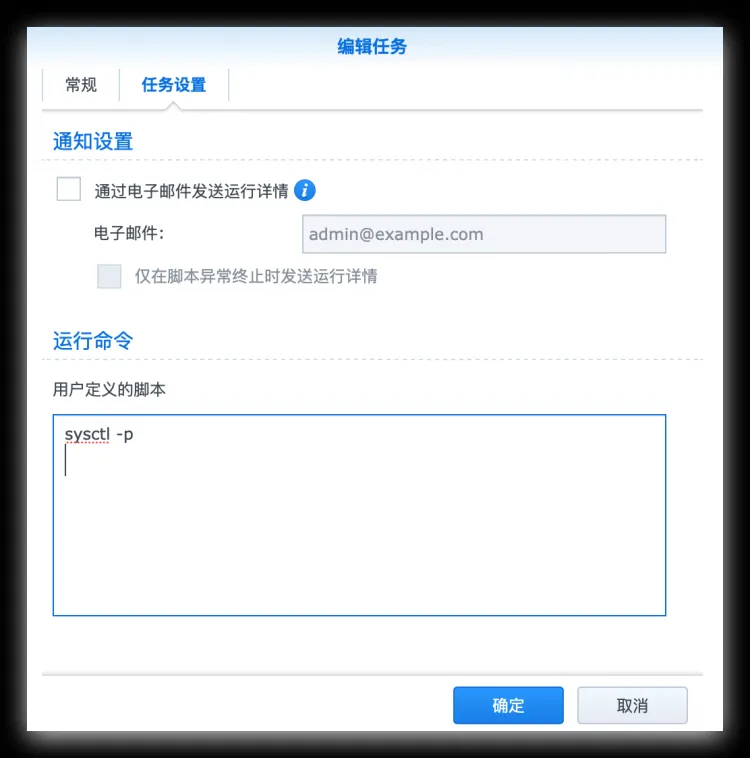 编辑任务
常规 任务设置
通知设置
通过电子邮件发送运行详情 i
电子邮件: admin@example.com
仅在脚本异常终止时发送运行详情
运行命令
用户定义的脚本
sysctl -p
确定 取消